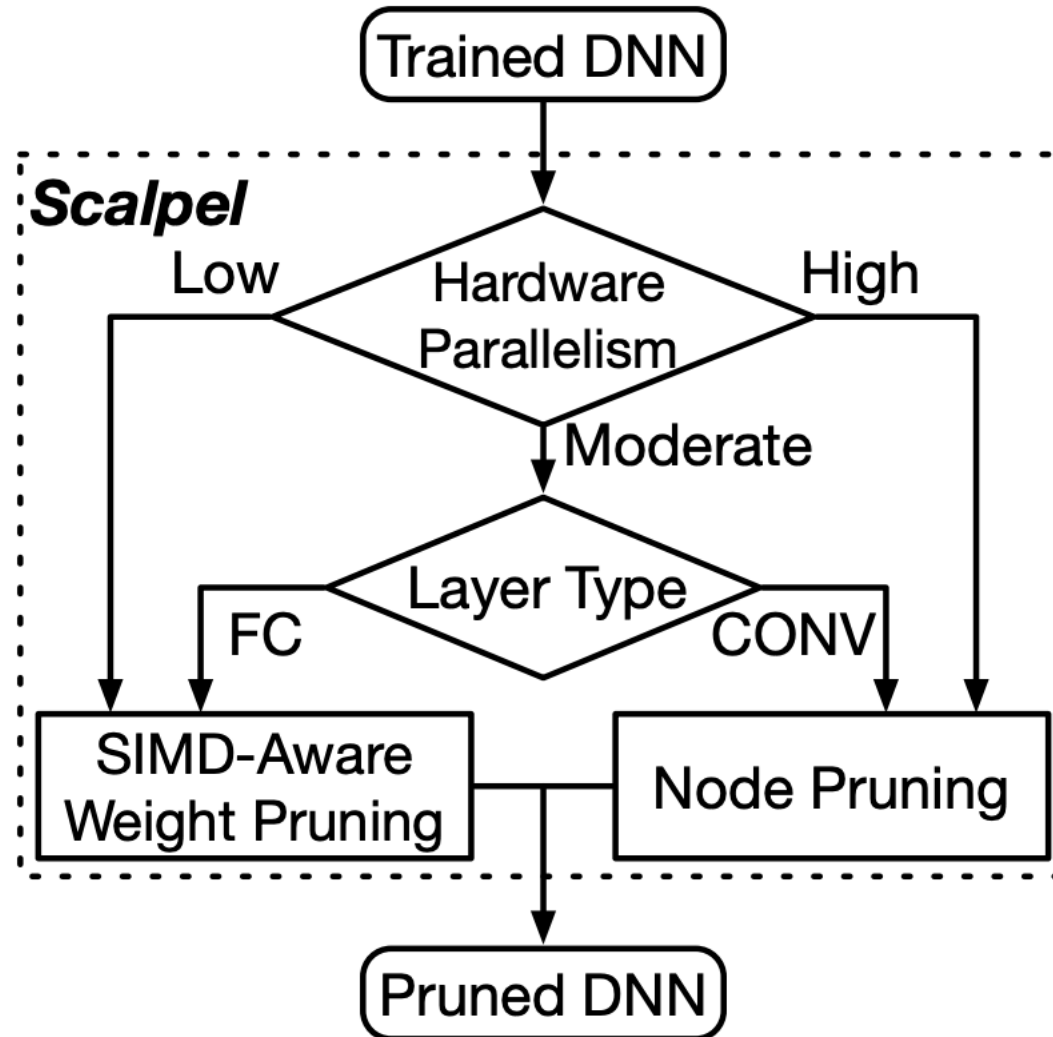 Trained DNN
Scalpel
Low
Hardware
Parallelism
High
Moderate
Layer Type
FC
CONV
SIMD-Aware
Weight Pruning
Node Pruning
Pruned DNN